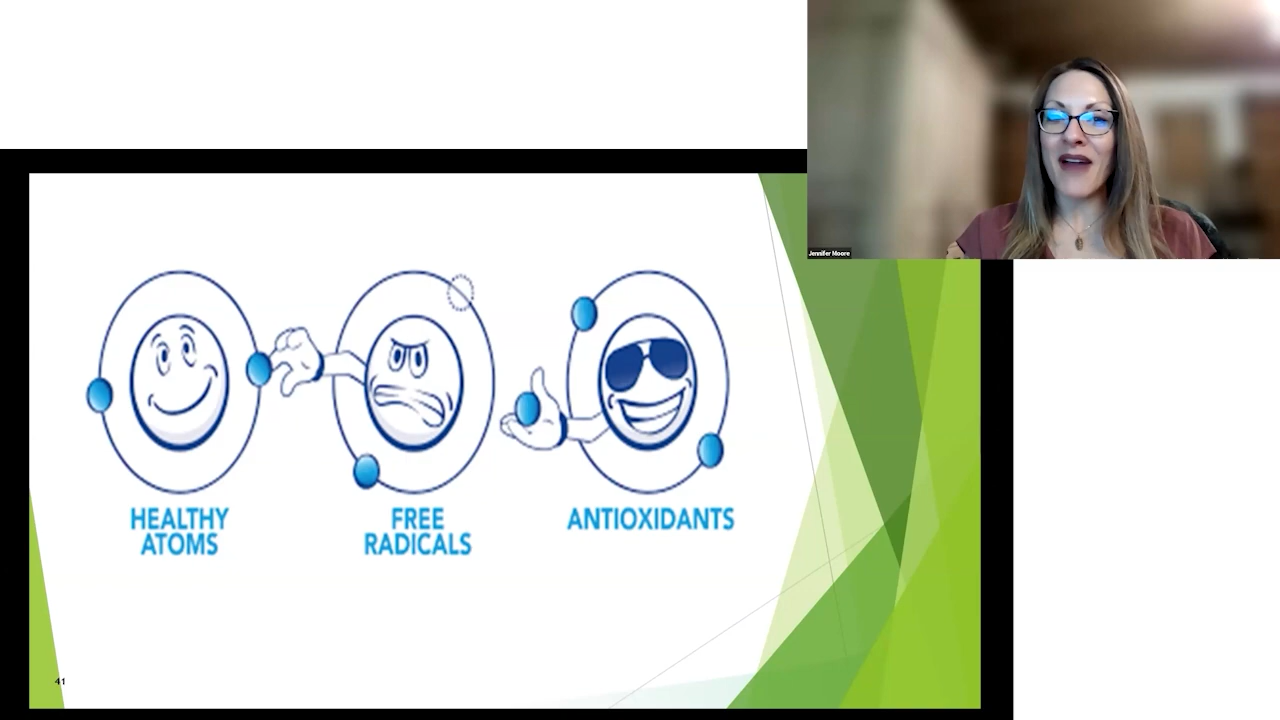 Jennifer Moore
HEALTHY
ATOMS
FREE
RADICALS
ANTIOXIDANTS
41